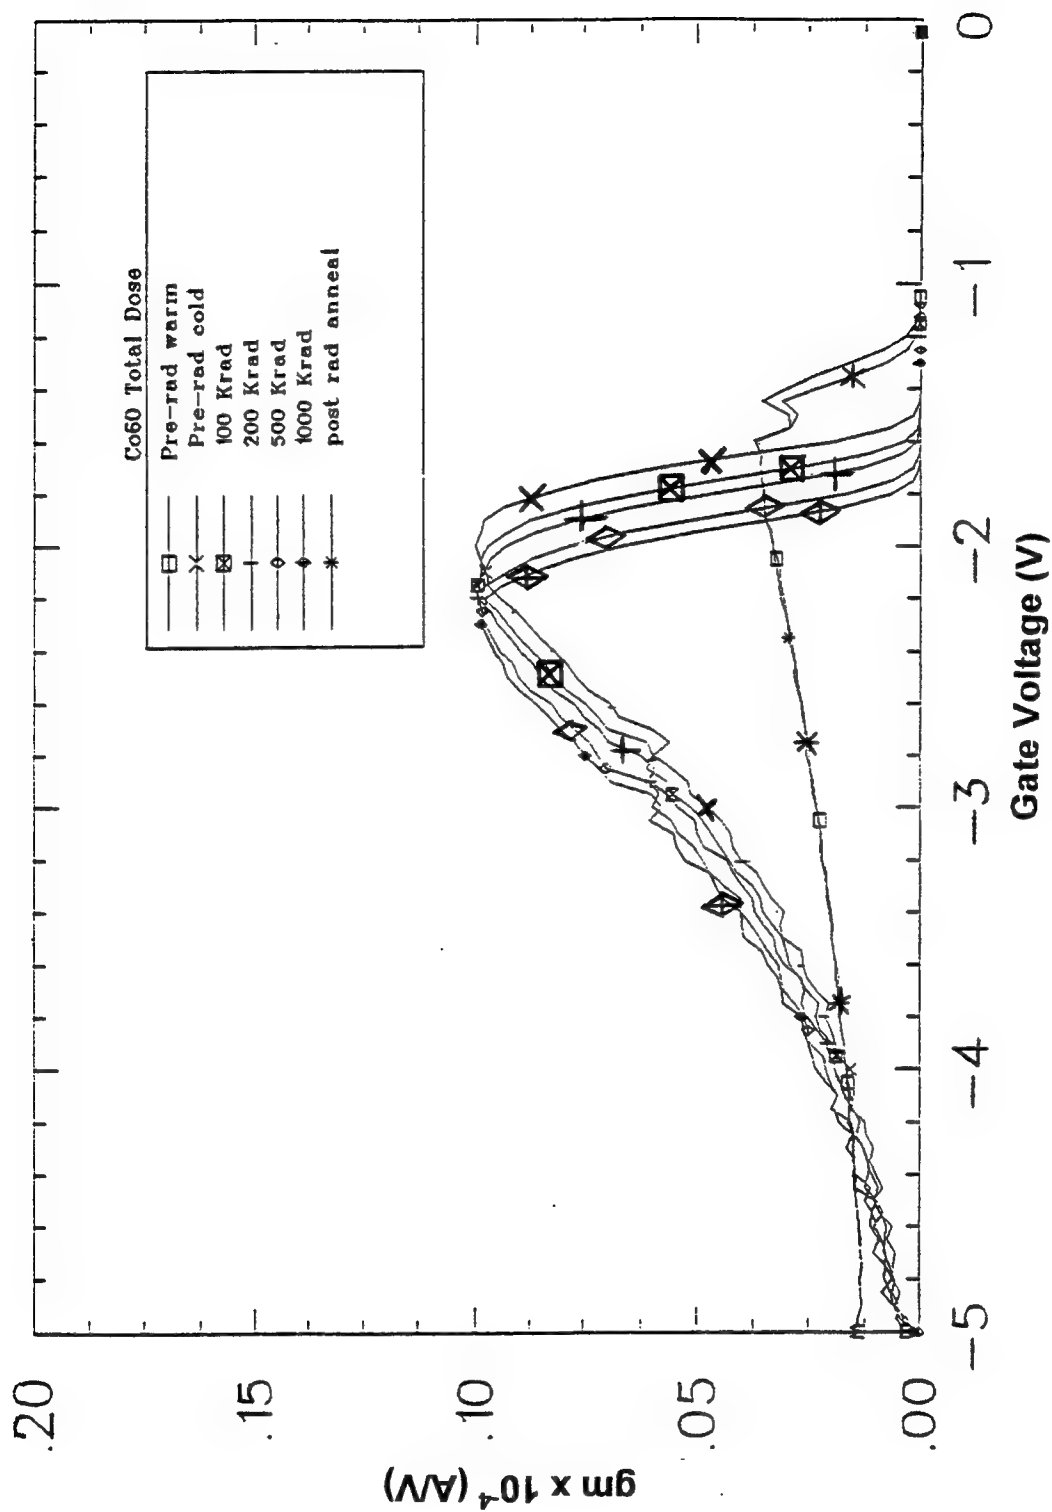 Co60 Total Dose
Pre-rad warm
Pre-rad cold
100 Krad
200 Krad
500 Krad
1000 Krad
post rad anneal
.20
.15
.10
.05
.00
gm x 10-4 (A/V)
−5
−4
−3
−2
−1
0
Gate Voltage (V)